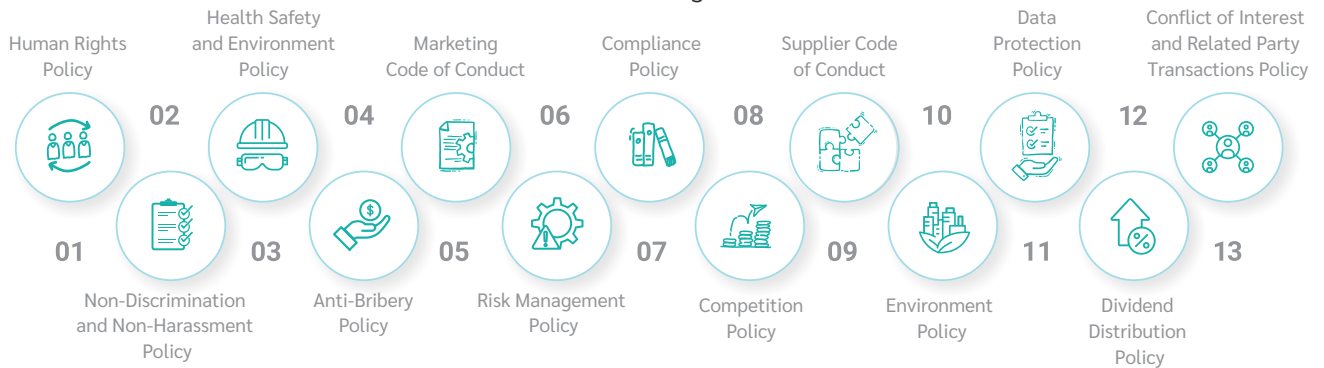 Human Rights
Policy
01
02
Non-Discrimination
and Non-Harassment
Policy
Health Safety
and Environment
Policy
03
04
Anti-Bribery
Policy
Marketing
Code of Conduct
05
06
Risk Management
Policy
Compliance
Policy
07
08
Competition
Policy
Supplier Code
of Conduct
09
10
Environment
Policy
Data
Protection
Policy
11
12
Dividend
Distribution
Policy
Conflict of Interest
and Related Party
Transactions Policy
13
$
!
%